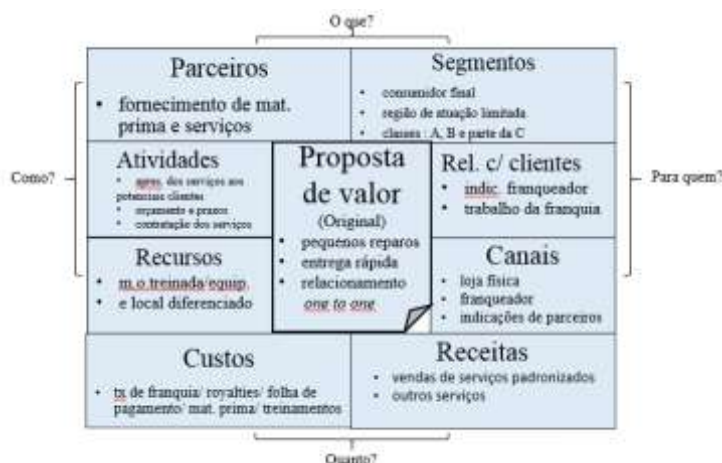 O que?
Parceiros
• fornecimento de mat.
prima e serviços
Segmentos
• consumidor final
• região de atuação limitada
• classes : A, B e parte da C
Como?
Atividades
• apres. dos serviços aos
potenciais clientes
• orçamento e prazos
• contratação dos serviços
Proposta
de valor
(Original)
• pequenos reparos
• entrega rápida
• relacionamento
one to one
Rel. c/ clientes
• indic. franqueador
• trabalho da franquia
Para quem?
Recursos
• m.o.treinada/equip.
• e local diferenciado
Canais
• loja física
• franqueador
• indicações de parceiros
Custos
• tx de franquia/ royalties/ folha de
pagamento/ mat. prima/ treinamentos
Receitas
• vendas de serviços padronizados
• outros serviços
Quanto?